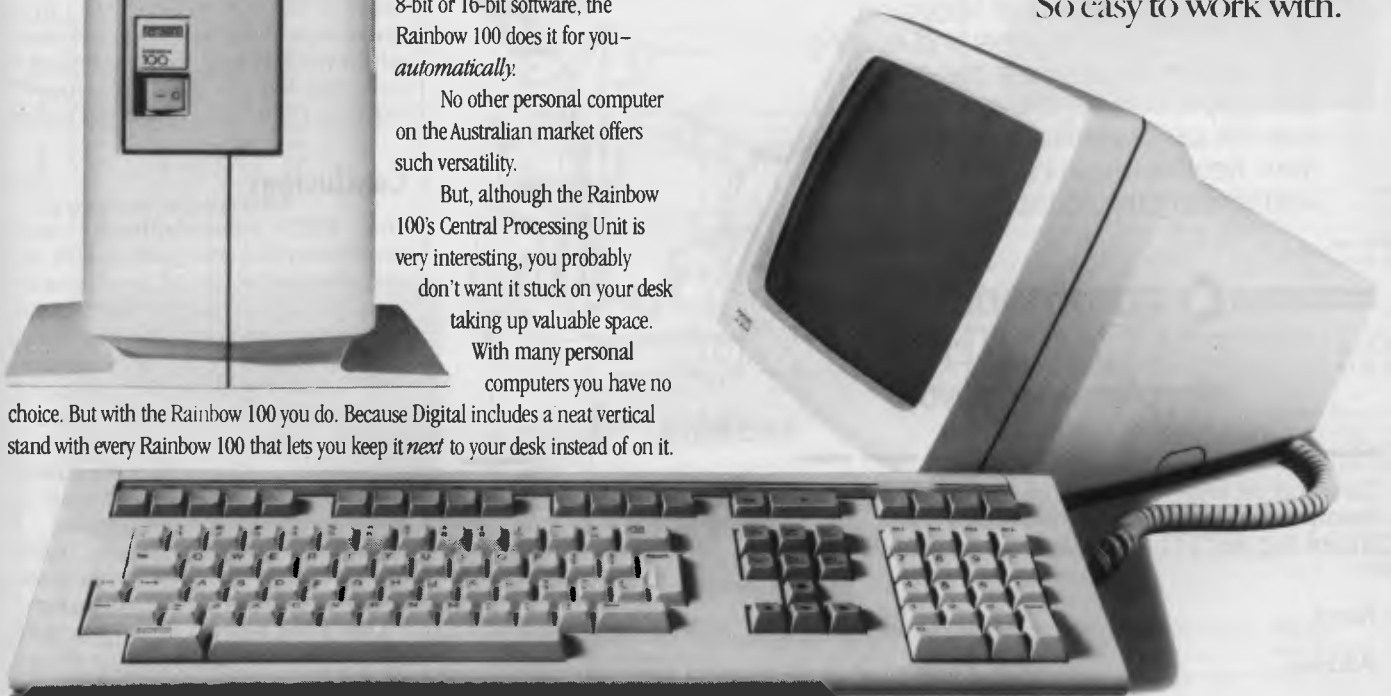 8-bit or 16-bit software, the
Rainbow 100 does it for you–
automatically.
No other personal computer
on the Australian market offers
such versatility.
But, although the Rainbow
100's Central Processing Unit is
very interesting, you probably
don't want it stuck on your desk
taking up valuable space.
With many personal
computers you have no
choice. But with the Rainbow 100 you do. Because Digital includes a neat vertical
stand with every Rainbow 100 that lets you keep it next to your desk instead of on it.
So easy to work with.
100